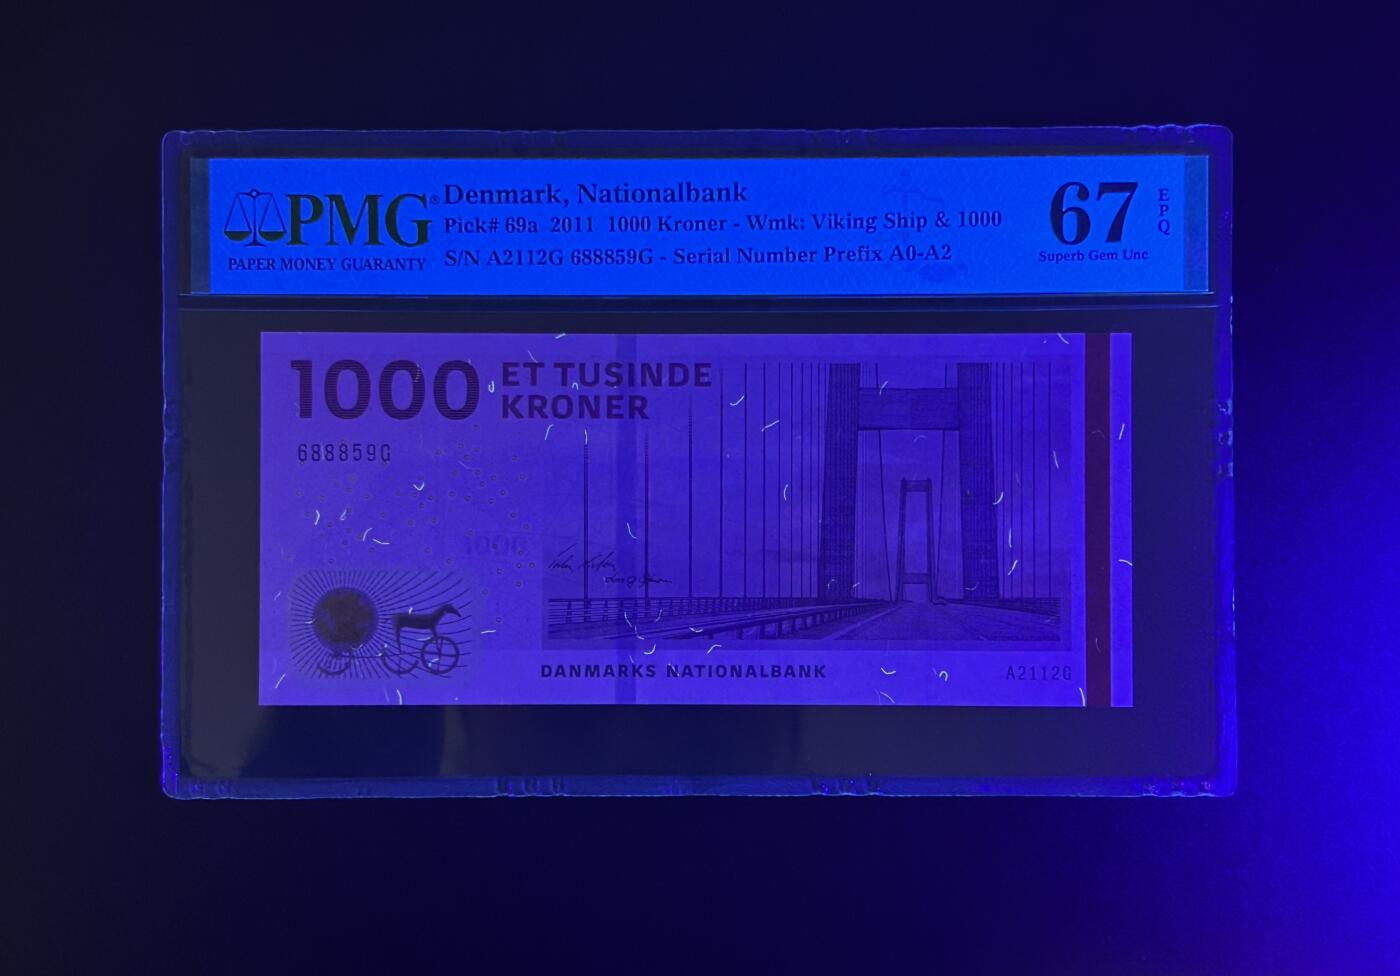 PMG®
PAPER MONEY GUARANTY
Denmark, Nationalbank
Pick# 69a 2011 1000 Kroner - Wmk: Viking Ship & 1000
S/N A2112G 688859G - Serial Number Prefix A0-A2
67
EPQ
Superb Gem Unc
1000
ET TUSINDE
KRONER
688859G
1000
DANMARKS NATIONALBANK
A2112G